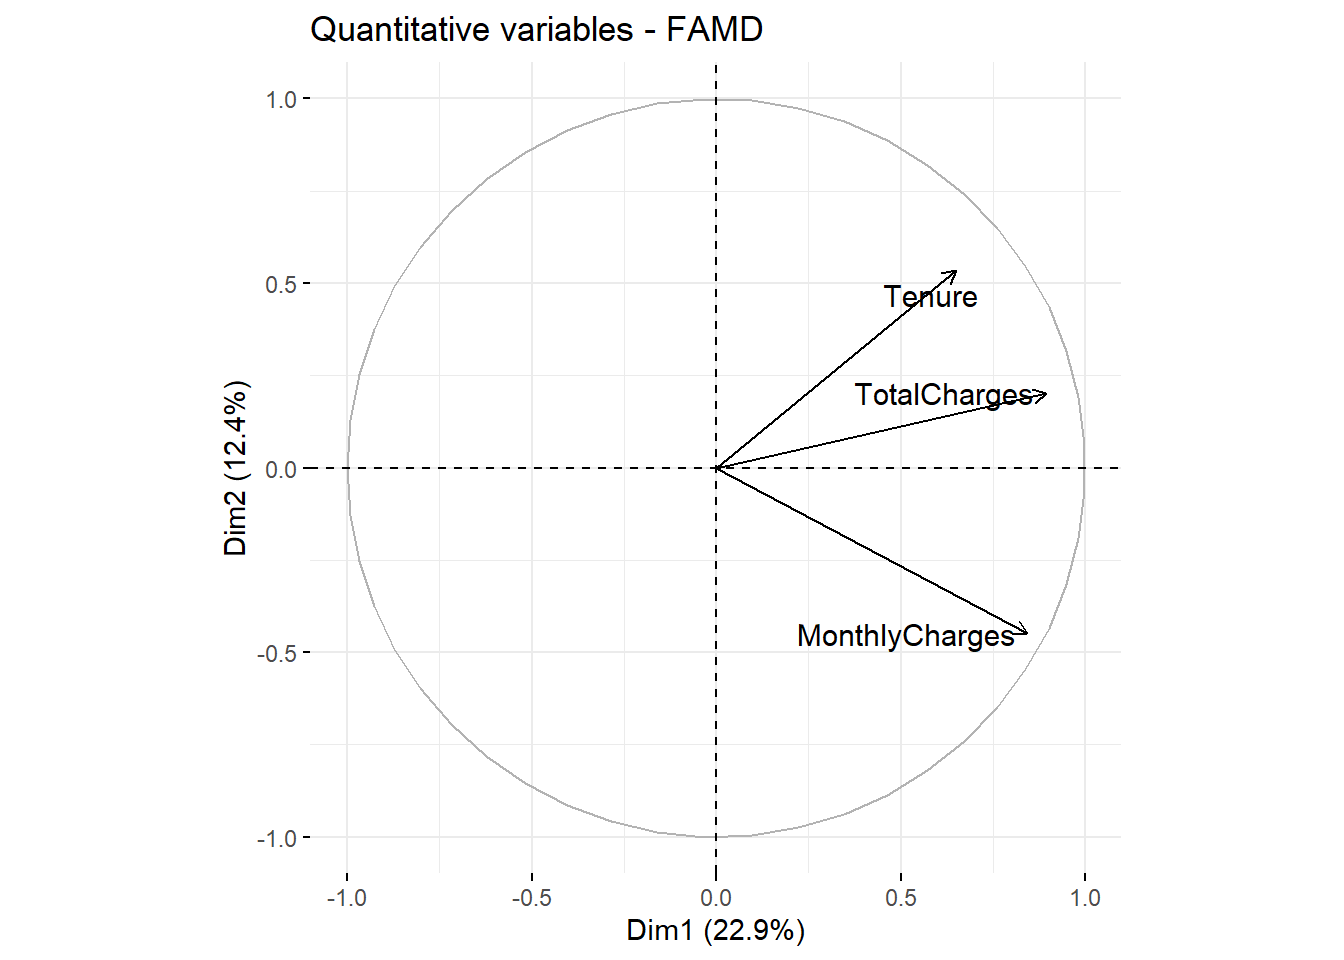 Quantitative variables - FAMD
1.0
0.5
0.0
-0.5
-1.0
Dim2 (12.4%)
Tenure
TotalCharges
MonthlyCharges
-1.0
-0.5
0.0
0.5
1.0
Dim1 (22.9%)